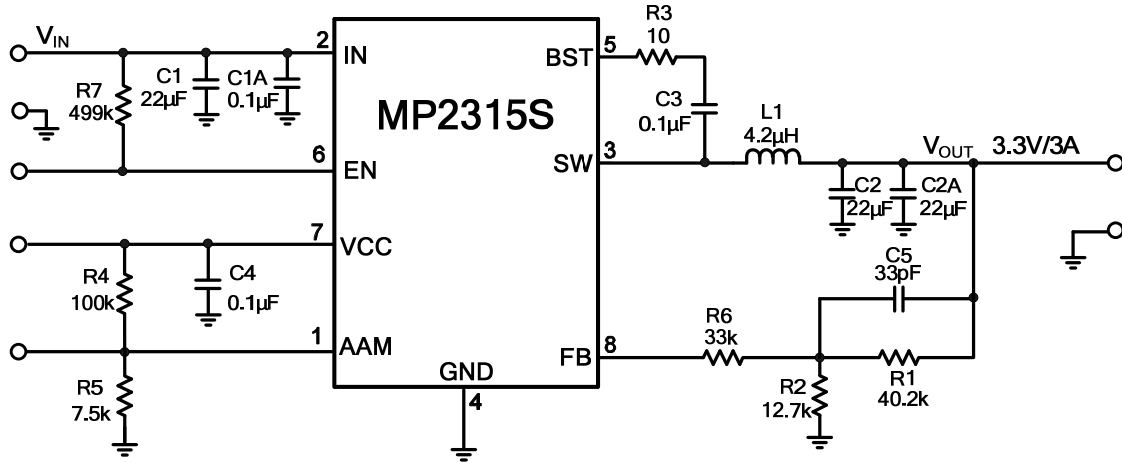 V_IN
2
IN
R7
499k
C1
22µF
C1A
0.1µF
6
EN
7
VCC
R4
100k
C4
0.1µF
1
AAM
R5
7.5k
MP2315S
GND
4
BST
5
R3
10
C3
0.1µF
SW
3
L1
4.2µH
V_OUT
3.3V/3A
C2
22µF
C2A
22µF
C5
33pF
FB
8
R6
33k
R2
12.7k
R1
40.2k